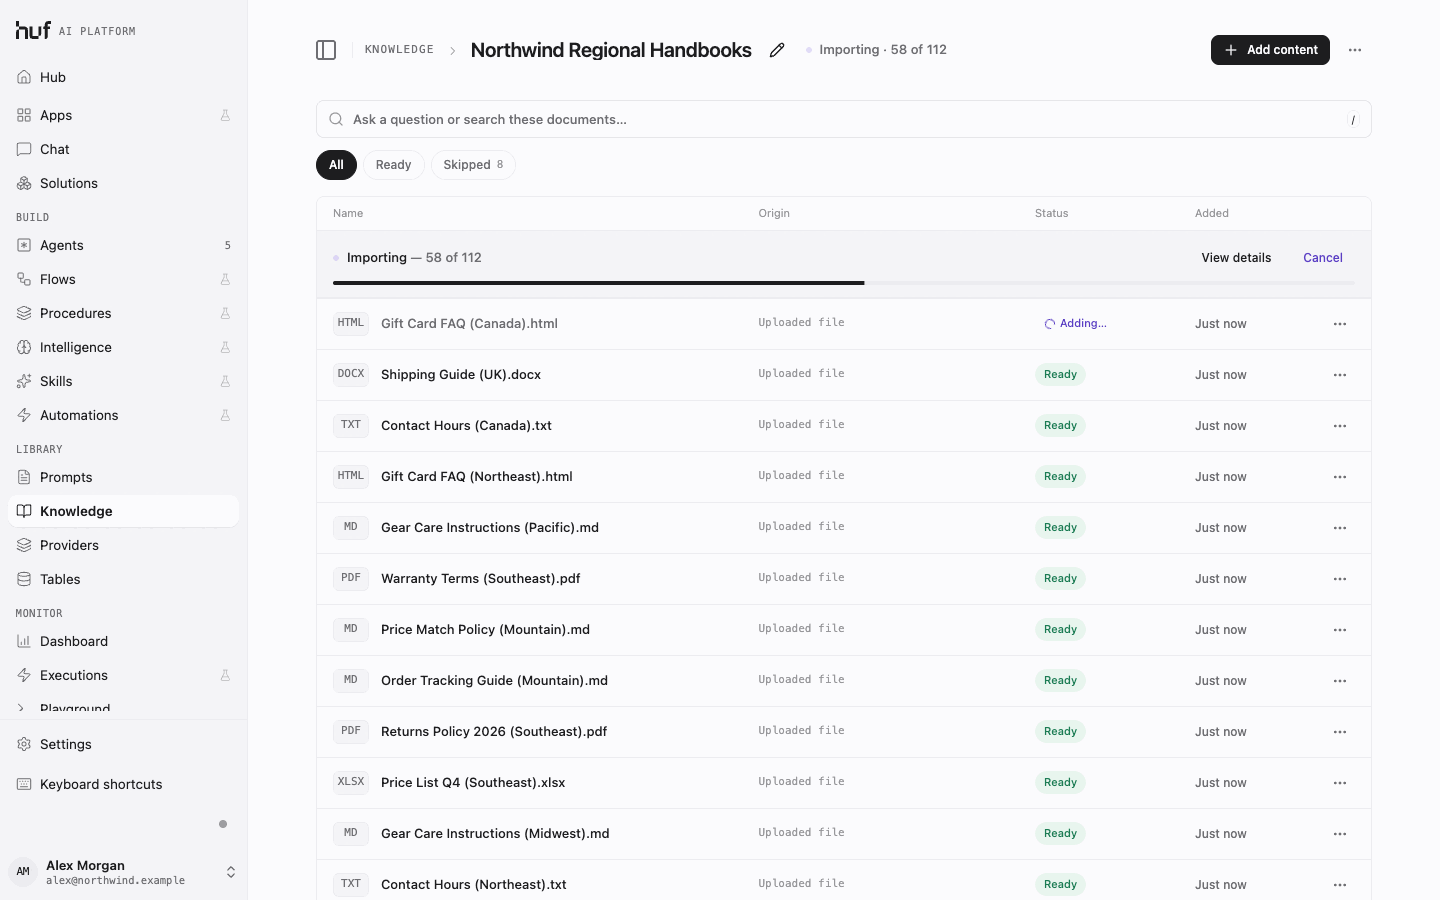 huf AI PLATFORM
Hub
Apps
Chat
Solutions
BUILD
Agents 5
Flows
Procedures
Intelligence
Skills
Automations
LIBRARY
Prompts
Knowledge
Providers
Tables
MONITOR
Dashboard
Executions
Playground
Settings
Keyboard shortcuts
AM Alex Morgan
alex@northwind.example
KNOWLEDGE > Northwind Regional Handbooks Importing · 58 of 112 + Add content ...
Ask a question or search these documents... /
All Ready Skipped 8
Name Origin Status Added
Importing — 58 of 112 View details Cancel
HTML Gift Card FAQ (Canada).html Uploaded file Adding... Just now
DOCX Shipping Guide (UK).docx Uploaded file Ready Just now
TXT Contact Hours (Canada).txt Uploaded file Ready Just now
HTML Gift Card FAQ (Northeast).html Uploaded file Ready Just now
MD Gear Care Instructions (Pacific).md Uploaded file Ready Just now
PDF Warranty Terms (Southeast).pdf Uploaded file Ready Just now
MD Price Match Policy (Mountain).md Uploaded file Ready Just now
MD Order Tracking Guide (Mountain).md Uploaded file Ready Just now
PDF Returns Policy 2026 (Southeast).pdf Uploaded file Ready Just now
XLSX Price List Q4 (Southeast).xlsx Uploaded file Ready Just now
MD Gear Care Instructions (Midwest).md Uploaded file Ready Just now
TXT Contact Hours (Northeast).txt Uploaded file Ready Just now